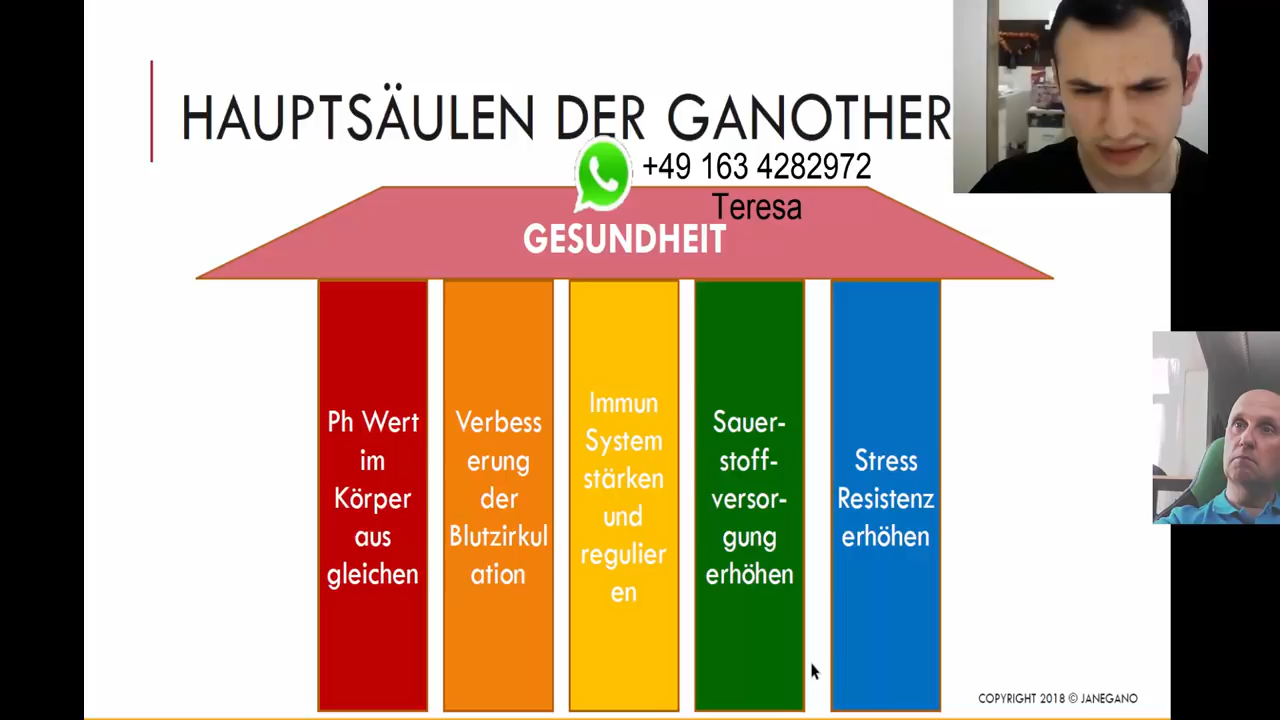 HAUPTSÄULEN DER GANOTHER
+49 163 4282972
Teresa
GESUNDHEIT
Ph Wert
im
Körper
aus
gleichen
Verbess
erung
der
Blutzirkul
ation
Immun
System
stärken
und
regulier
en
Sauer-
stoff-
versor-
gung
erhöhen
Stress
Resistenz
erhöhen
COPYRIGHT 2018 © JANEGANO